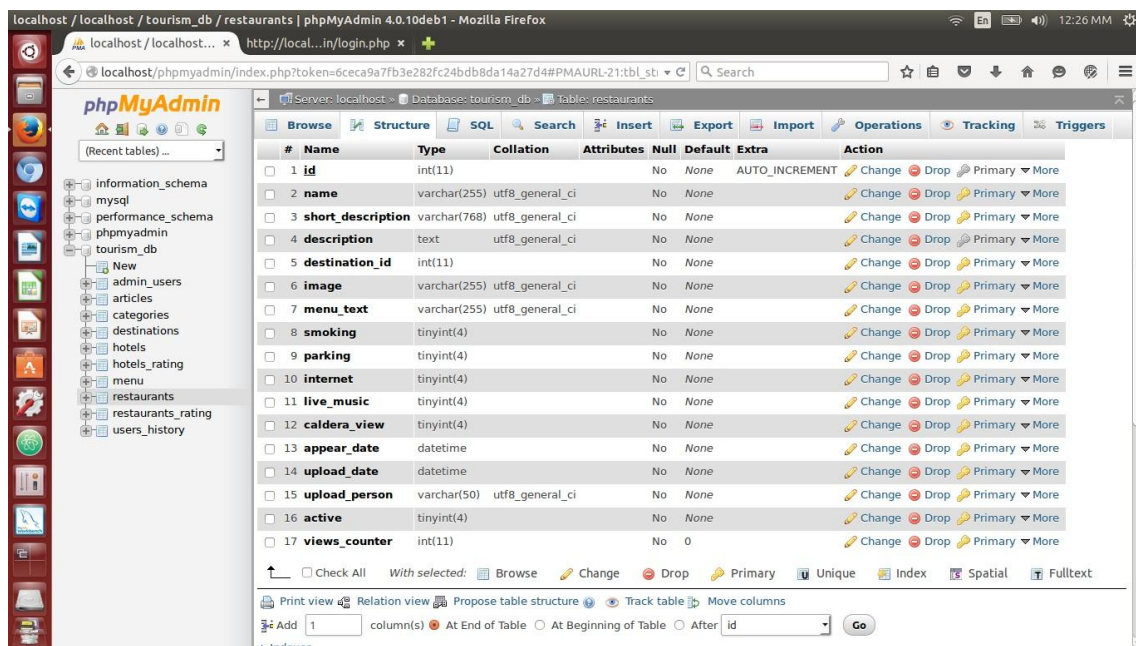 localhost / localhost / tourism_db / restaurants | phpMyAdmin 4.0.10deb1 - Mozilla Firefox En 12:26 MM
localhost / localhost... × http://local...in/login.php ×
localhost/phpmyadmin/index.php?token=6ceca9a7fb3e282fc24bdb8da14a27d4#PMAURL-21:tbl_st Search
phpMyAdmin
(Recent tables) ...
information_schema
mysql
performance_schema
phpmyadmin
tourism_db
New
admin_users
articles
categories
destinations
hotels
hotels_rating
menu
restaurants
restaurants_rating
users_history
Server: localhost » Database: tourism_db » Table: restaurants
Browse Structure SQL Search Insert Export Import Operations Tracking Triggers
# Name Type Collation Attributes Null Default Extra Action
1 id int(11) No None AUTO_INCREMENT Change Drop Primary More
2 name varchar(255) utf8_general_ci No None Change Drop Primary More
3 short_description varchar(768) utf8_general_ci No None Change Drop Primary More
4 description text utf8_general_ci No None Change Drop Primary More
5 destination_id int(11) No None Change Drop Primary More
6 image varchar(255) utf8_general_ci No None Change Drop Primary More
7 menu_text varchar(255) utf8_general_ci No None Change Drop Primary More
8 smoking tinyint(4) No None Change Drop Primary More
9 parking tinyint(4) No None Change Drop Primary More
10 internet tinyint(4) No None Change Drop Primary More
11 live_music tinyint(4) No None Change Drop Primary More
12 caldera_view tinyint(4) No None Change Drop Primary More
13 appear_date datetime No None Change Drop Primary More
14 upload_date datetime No None Change Drop Primary More
15 upload_person varchar(50) utf8_general_ci No None Change Drop Primary More
16 active tinyint(4) No None Change Drop Primary More
17 views_counter int(11) No 0 Change Drop Primary More
Check All With selected: Browse Change Drop Primary Unique Index Spatial Fulltext
Print view Relation view Propose table structure Track table Move columns
Add 1 column(s) At End of Table At Beginning of Table After id Go